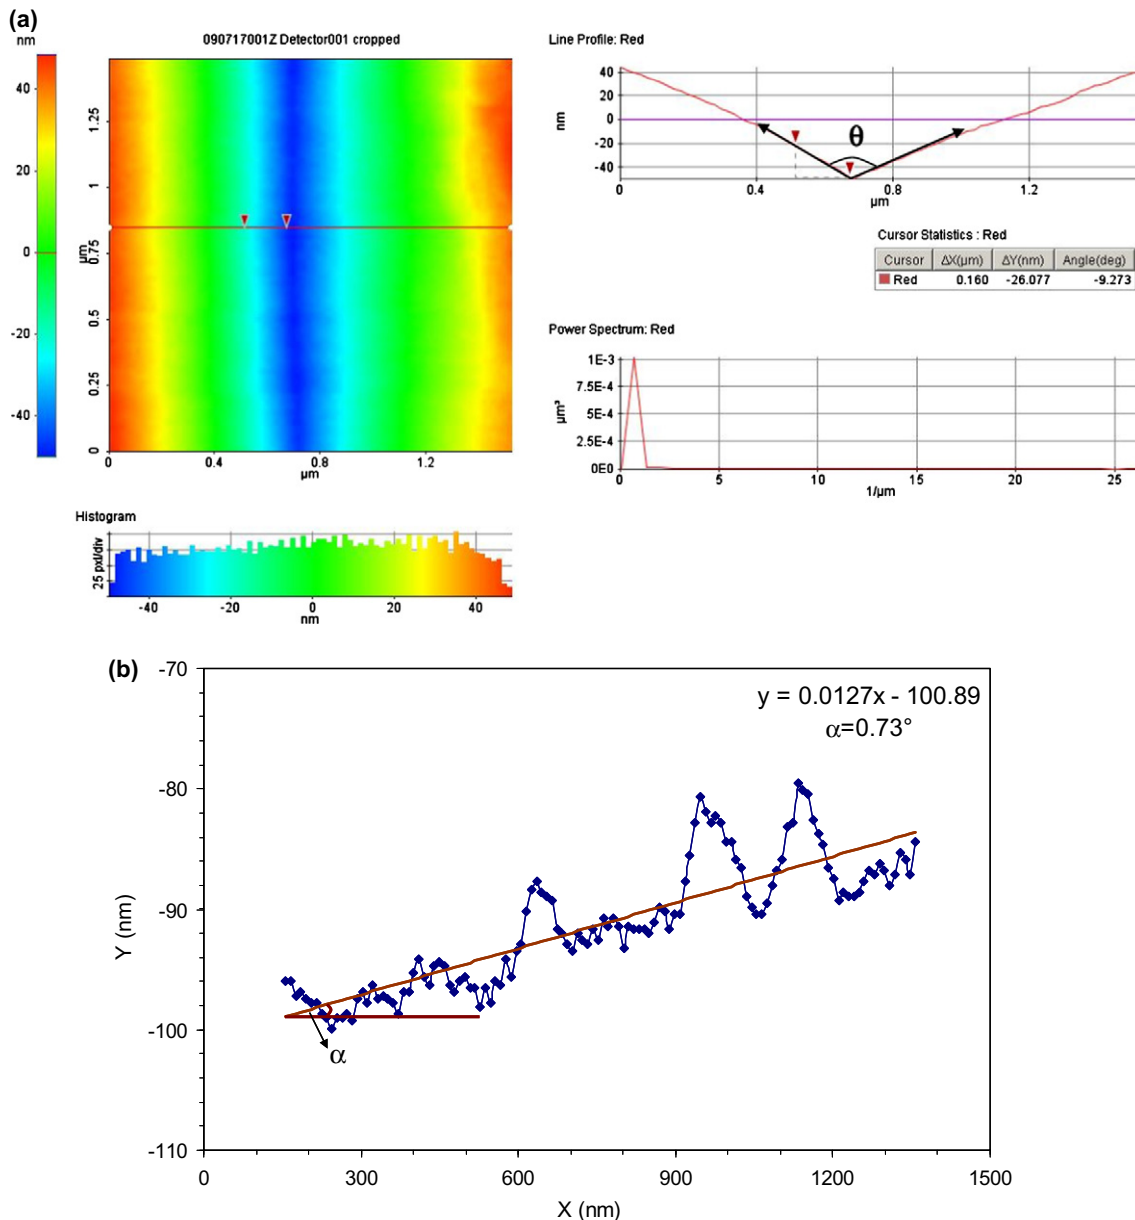 (a)
nm
40
20
0
-20
-40
090717001Z Detector001 cropped
1.25
1
0.75
µm
0.5
0.25
0
0 0.4 0.8 1.2
µm
Line Profile: Red
nm
40
20
0
-20
-40
θ
0 0.4 0.8 1.2
µm
Cursor Statistics : Red
Cursor ΔX(µm) ΔY(nm) Angle(deg)
Red 0.160 -26.077 -9.273
Power Spectrum: Red
µm³
1E-3
7.5E-4
5E-4
2.5E-4
0E0
0 5 10 15 20 25
1/µm
Histogram
25 pxl/div
-40 -20 0 20 40
nm
(b)
-70
y = 0.0127x - 100.89
α=0.73°
-80
-90
Y (nm)
-100
α
-110
0 300 600 900 1200 1500
X (nm)